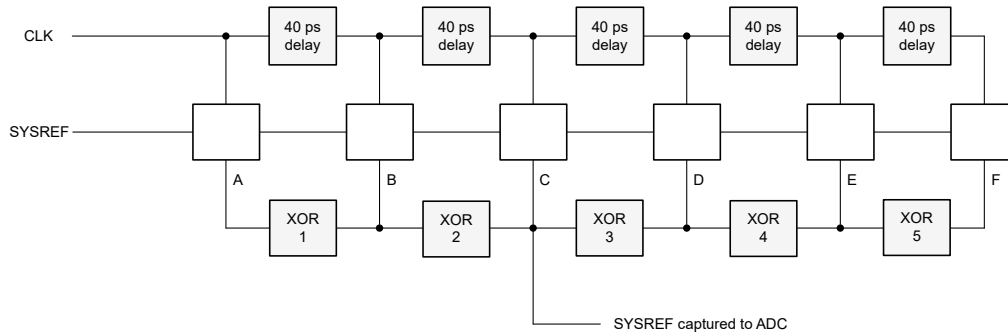 40 ps
delay
40 ps
delay
40 ps
delay
40 ps
delay
40 ps
delay
CLK
SYSREF
A
B
C
D
E
F
XOR
1
XOR
2
XOR
3
XOR
4
XOR
5
SYSREF captured to ADC